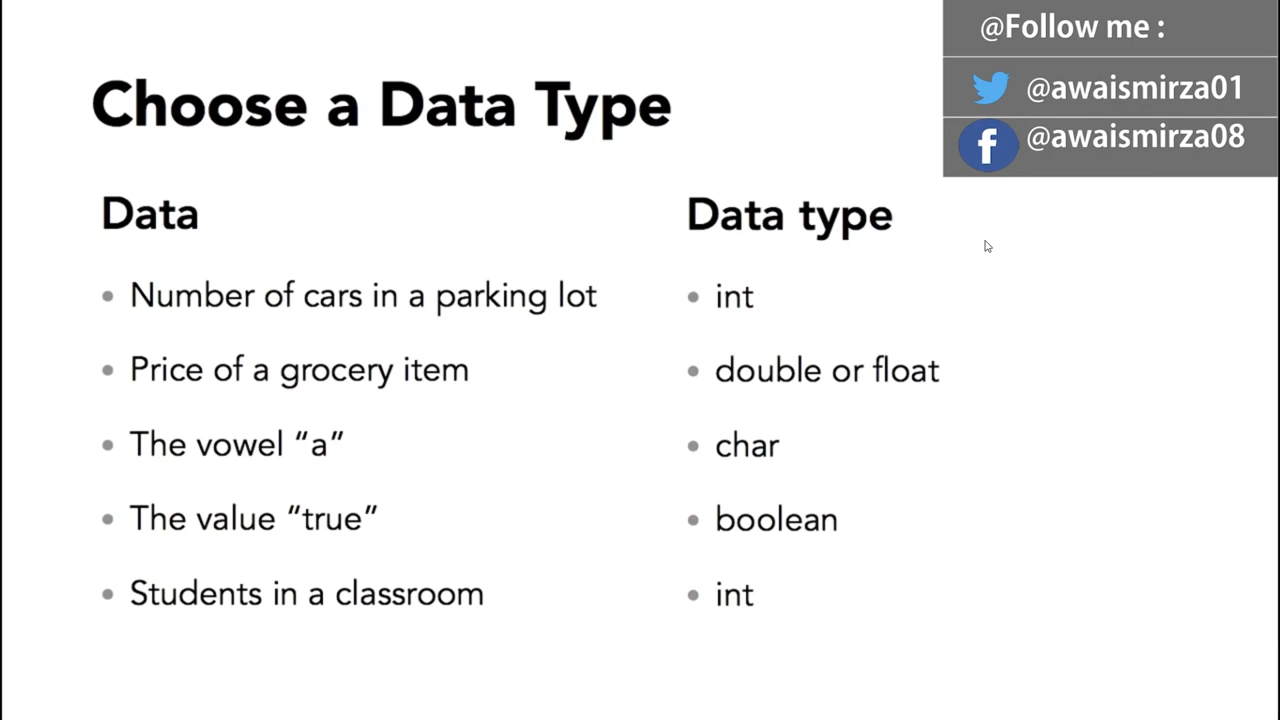 @Follow me :
@awaismirza01
@awaismirza08
Choose a Data Type
Data
Data type
• Number of cars in a parking lot
• int
• Price of a grocery item
• double or float
• The vowel “a”
• char
• The value “true”
• boolean
• Students in a classroom
• int